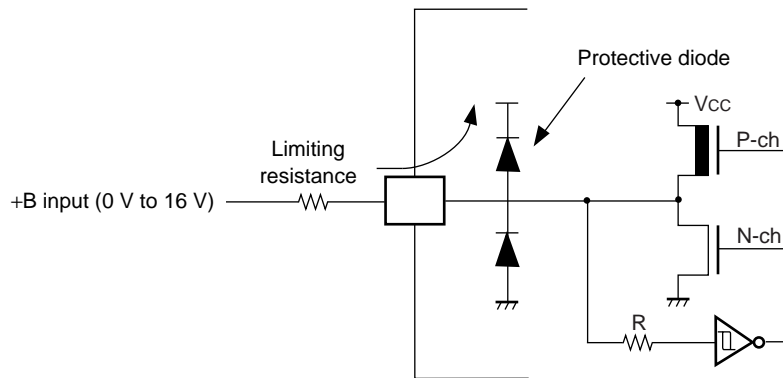 Protective diode
VCC
P-ch
Limiting
resistance
+B input (0 V to 16 V)
N-ch
R